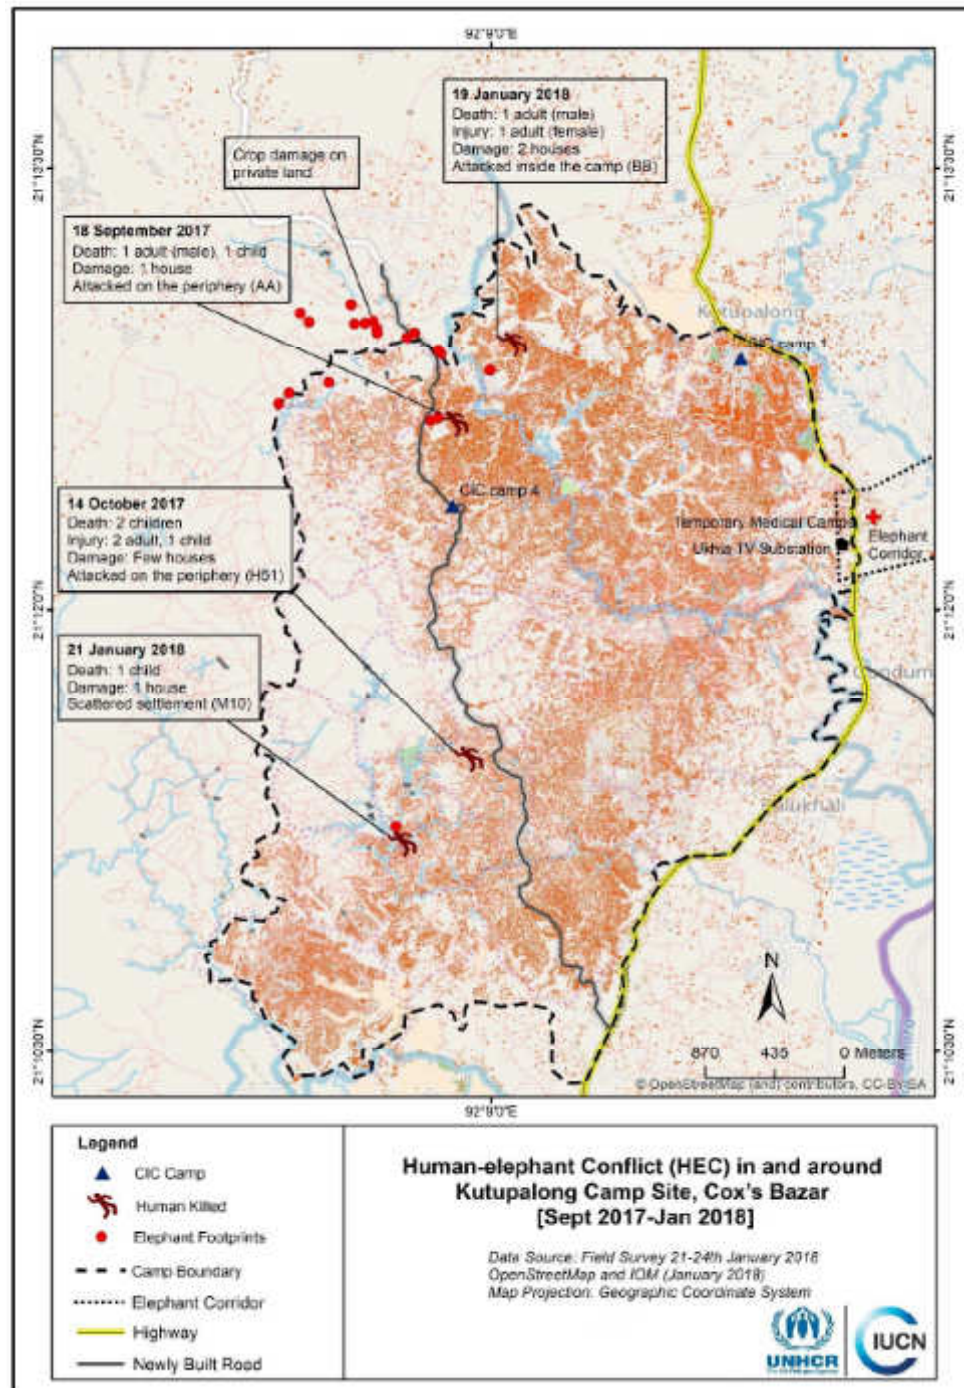 92°9'0"E
19 January 2018
Death: 1 adult (male)
Injury: 1 adult (female)
Damage: 2 houses
Attacked inside the camp (BB)
Crop damage on
private land
21°13'30"N
21°13'30"N
18 September 2017
Death: 1 adult (male), 1 child
Damage: 1 house
Attacked on the periphery (AA)
Kutupalong
CIC camp 1
14 October 2017
Death: 2 children
Injury: 2 adult, 1 child
Damage: Few houses
Attacked on the periphery (H51)
CIC camp 4
Temporary Medical Camps
Ukhia TV Substation
Elephant
Corridor
21°12'0"N
21°12'0"N
21 January 2018
Death: 1 child
Damage: 1 house
Scattered settlement (M10)
Balukhali
N
870 435 0 Meters
21°10'30"N
21°10'30"N
© OpenStreetMap (and) contributors, CC-BY-SA
92°9'0"E
Legend
CIC Camp
Human Killed
Elephant Footprints
Camp Boundary
Elephant Corridor
Highway
Newly Built Road
Human-elephant Conflict (HEC) in and around
Kutupalong Camp Site, Cox's Bazar
[Sept 2017-Jan 2018]
Data Source: Field Survey 21-24th January 2018
OpenStreetMap and IOM (January 2018)
Map Projection: Geographic Coordinate System
UNHCR
The UN Refugee Agency
IUCN